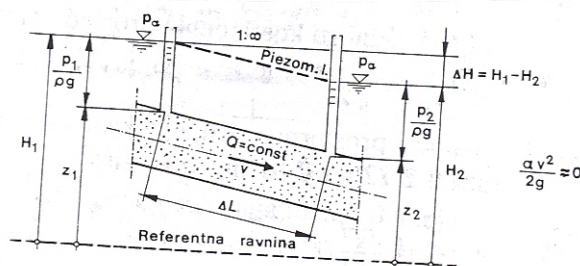 pₐ
1:∞
Piezom. l.
pₐ
ΔH = H₁-H₂
p₁
ρg
p₂
ρg
H₁
z₁
Q=const
v
H₂
z₂
αv²
2g
≈0
ΔL
Referentna ravnina